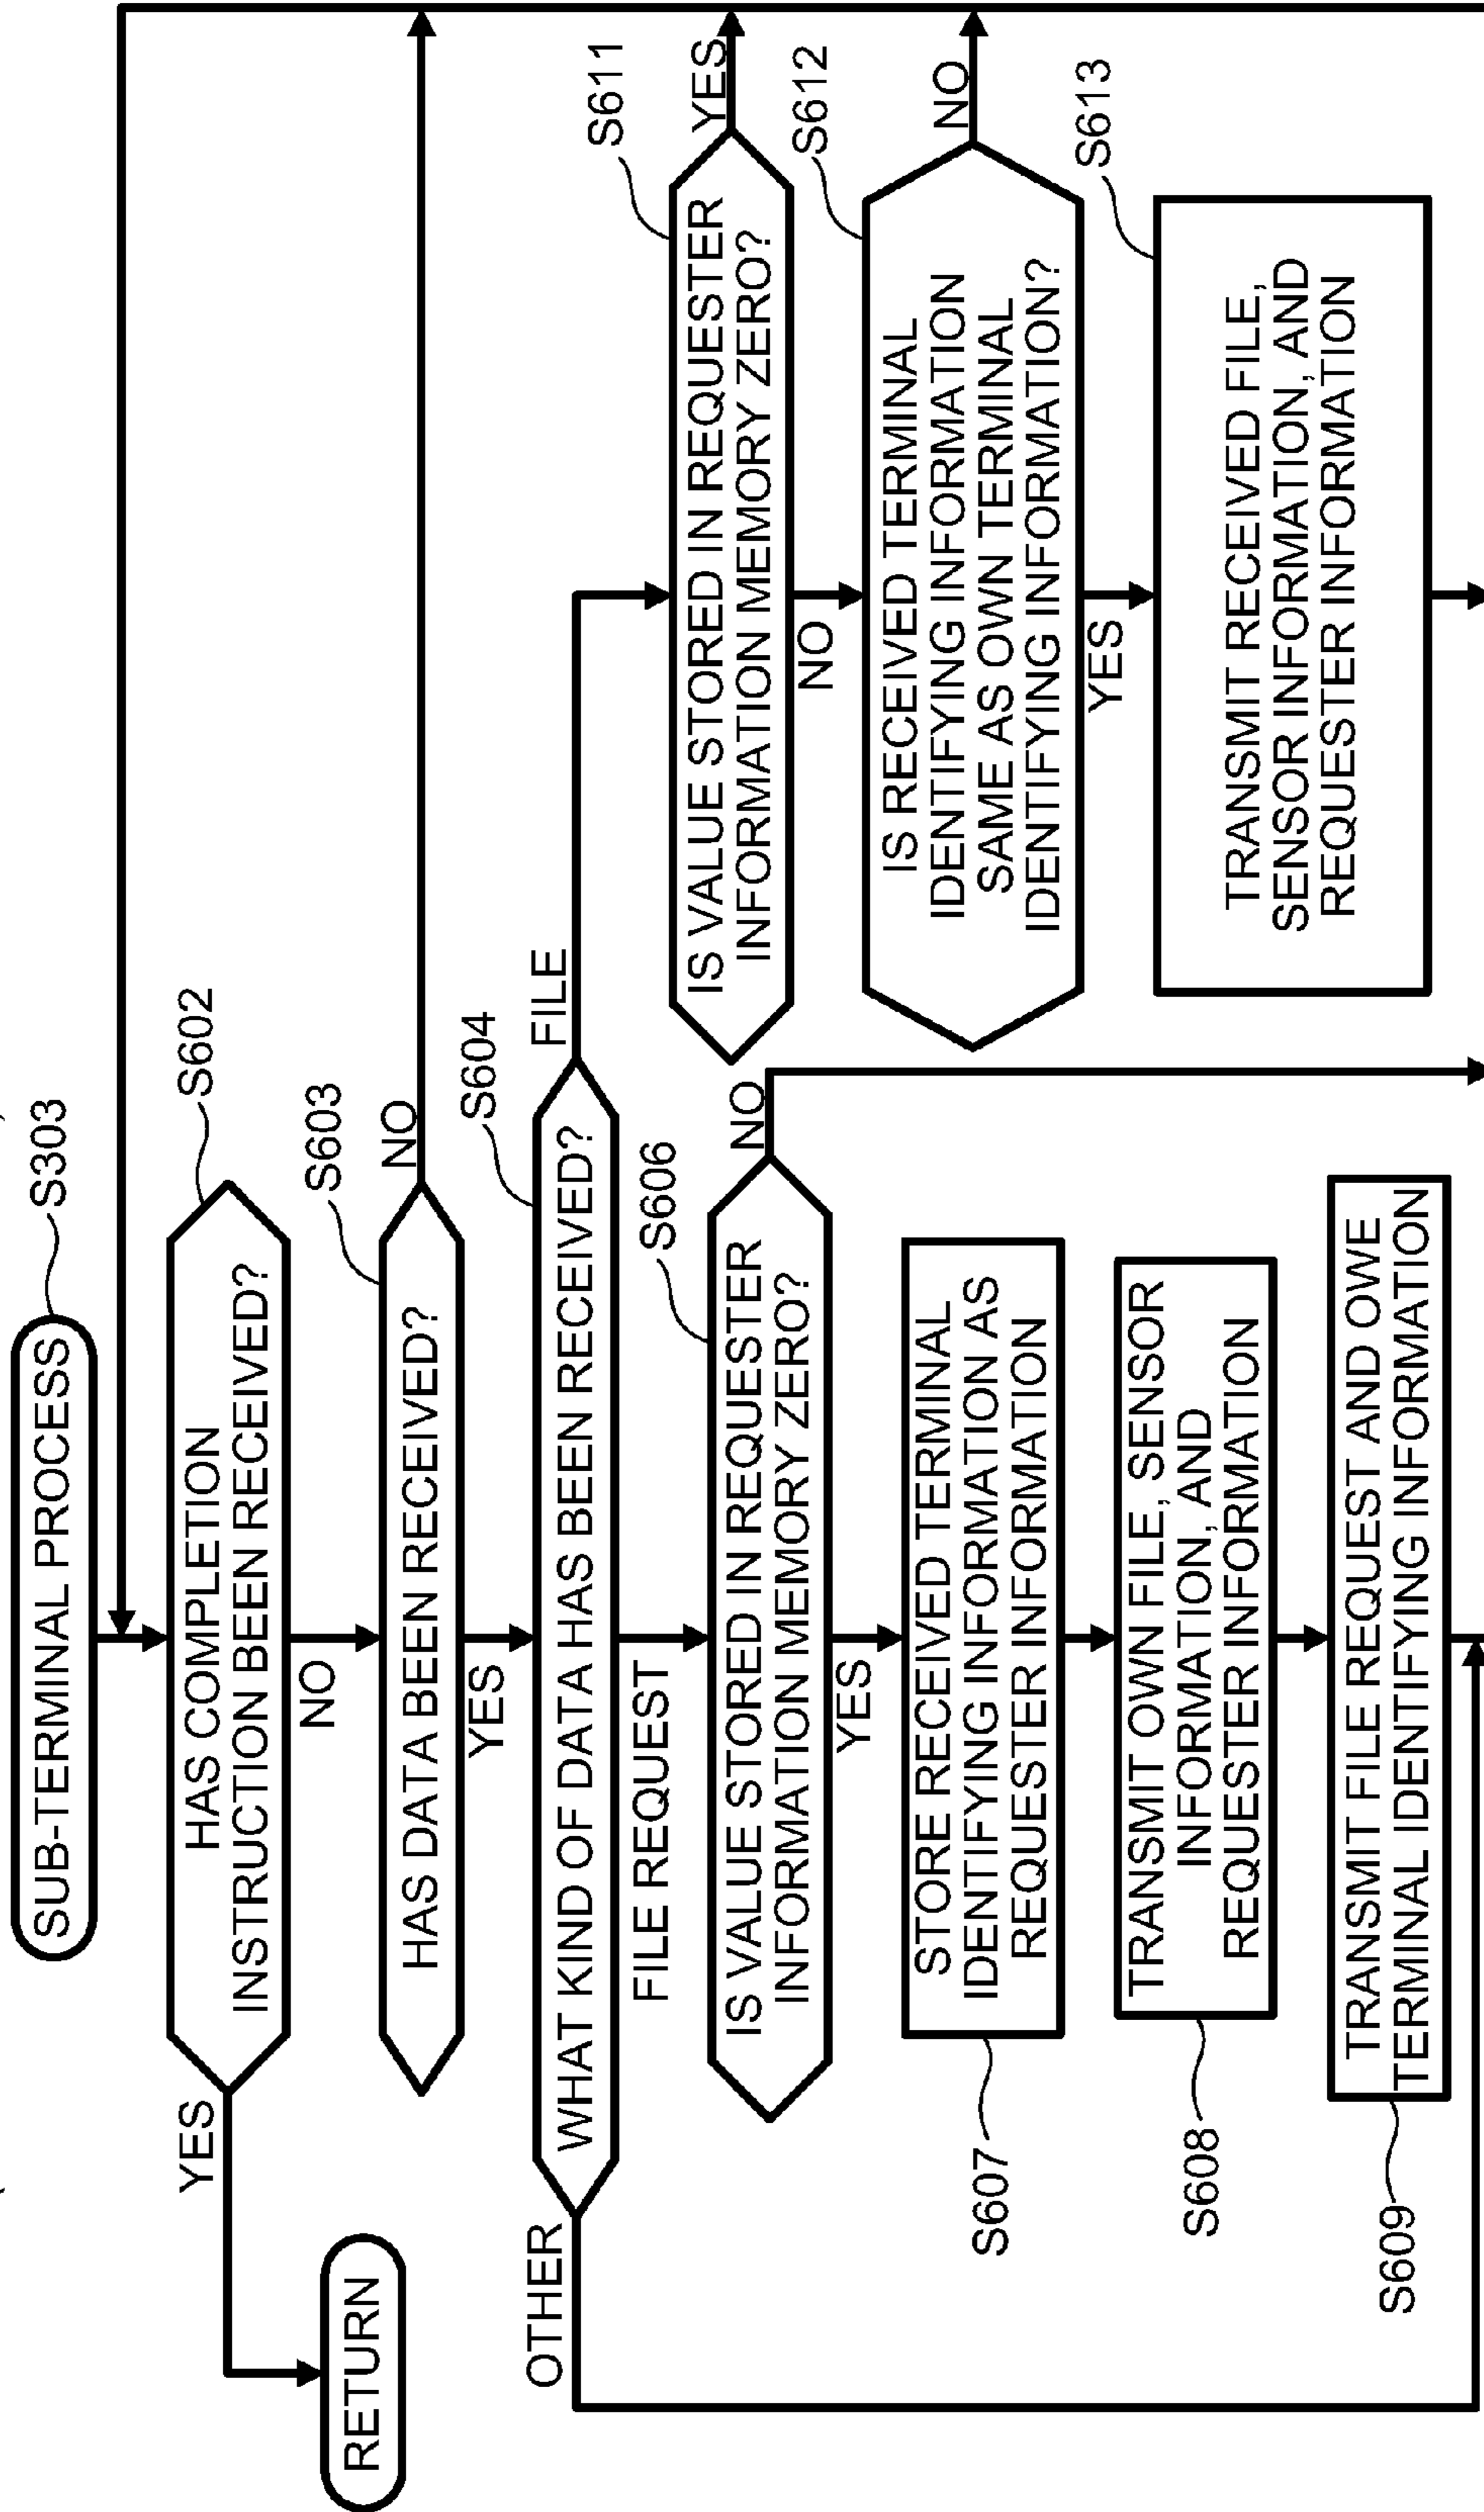 SUB-TERMINAL PROCESS
S303
HAS COMPLETION
INSTRUCTION BEEN RECEIVED?
S602
YES
RETURN
NO
HAS DATA BEEN RECEIVED?
S603
NO
YES
WHAT KIND OF DATA HAS BEEN RECEIVED?
S604
OTHER
FILE
FILE REQUEST
IS VALUE STORED IN REQUESTER
INFORMATION MEMORY ZERO?
S606
NO
YES
STORE RECEIVED TERMINAL
IDENTIFYING INFORMATION AS
REQUESTER INFORMATION
S607
TRANSMIT OWN FILE, SENSOR
INFORMATION, AND
REQUESTER INFORMATION
S608
TRANSMIT FILE REQUEST AND OWE
TERMINAL IDENTIFYING INFORMATION
S609
IS VALUE STORED IN REQUESTER
INFORMATION MEMORY ZERO?
S611
YES
NO
IS RECEIVED TERMINAL
IDENTIFYING INFORMATION
SAME AS OWN TERMINAL
IDENTIFYING INFORMATION?
S612
NO
YES
TRANSMIT RECEIVED FILE,
SENSOR INFORMATION, AND
REQUESTER INFORMATION
S613